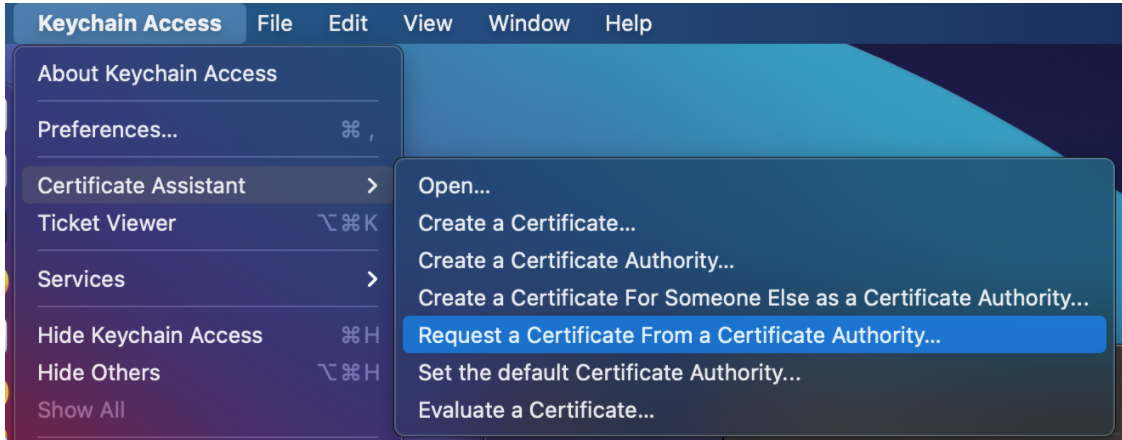 Keychain Access File Edit View Window Help
About Keychain Access
Preferences... ⌘ ,
Certificate Assistant >
Ticket Viewer ⌥⌘K
Services >
Hide Keychain Access ⌘H
Hide Others ⌥⌘H
Show All
Open...
Create a Certificate...
Create a Certificate Authority...
Create a Certificate For Someone Else as a Certificate Authority...
Request a Certificate From a Certificate Authority...
Set the default Certificate Authority...
Evaluate a Certificate...